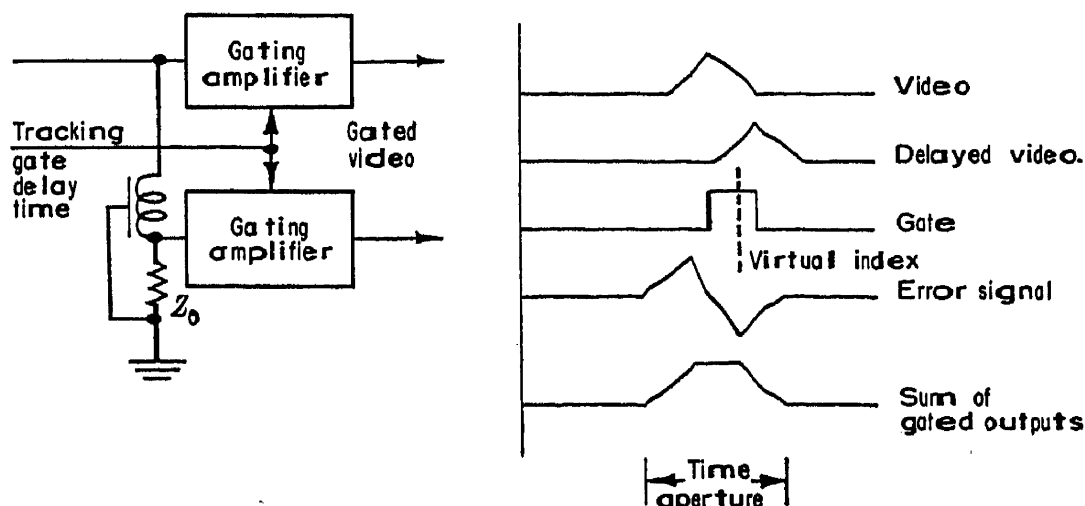 Gating
amplifier
Tracking
gate
delay
time
Gated
video
Gating
amplifier
Z0
Video
Delayed video.
Gate
Virtual index
Error signal
Sum of
gated outputs
Time
aperture